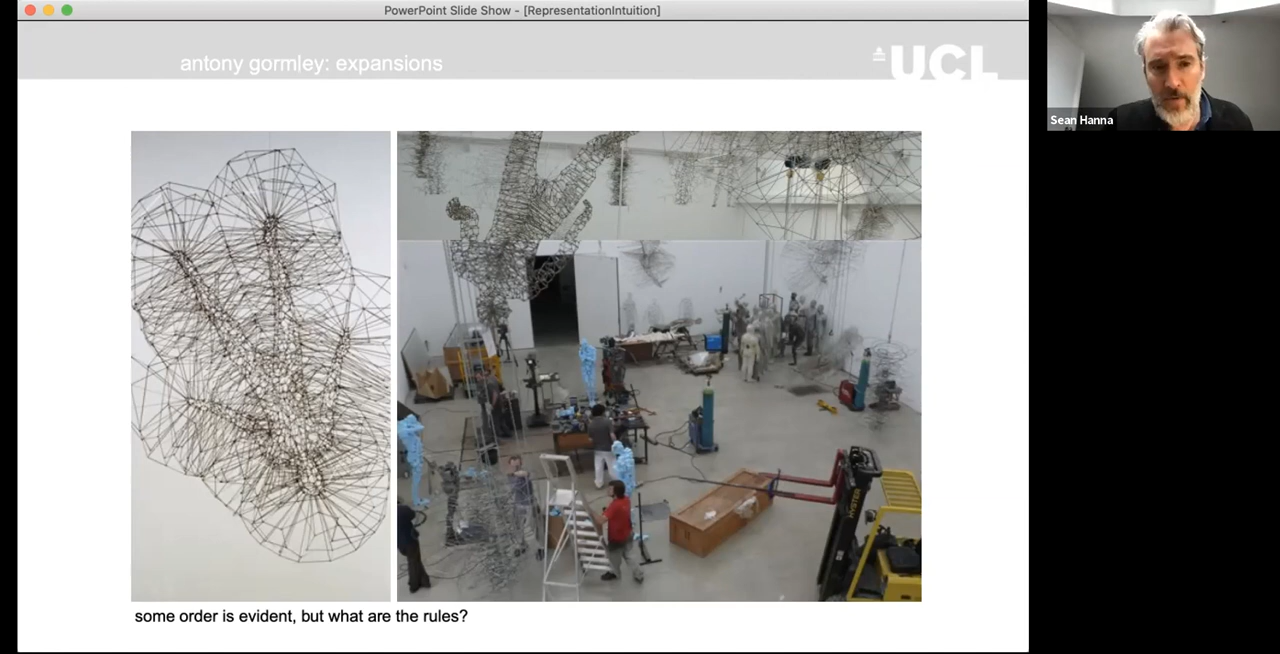 PowerPoint Slide Show - [RepresentationIntuition]
antony gormley: expansions
UCL
Sean Hanna
HYSTER
some order is evident, but what are the rules?